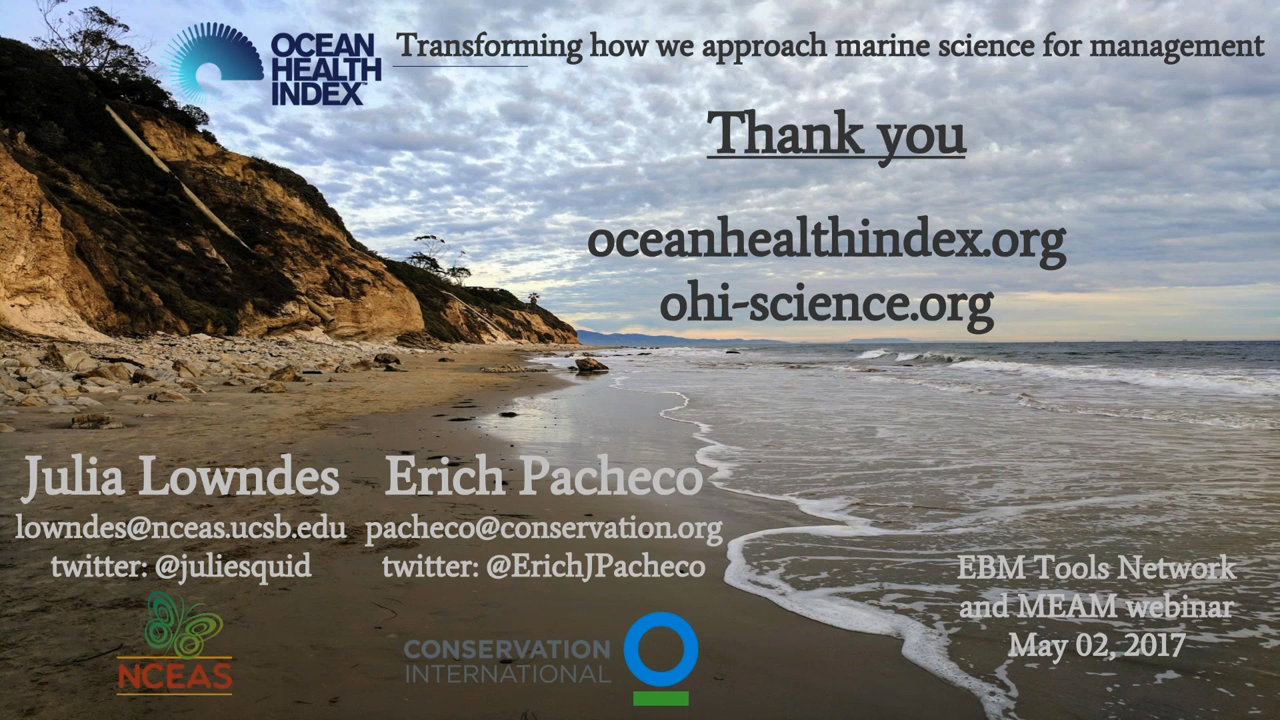 OCEAN
HEALTH
INDEX™
Transforming how we approach marine science for management
Thank you
oceanhealthindex.org
ohi-science.org
Julia Lowndes
lowndes@nceas.ucsb.edu
twitter: @juliesquid
NCEAS
Erich Pacheco
pacheco@conservation.org
twitter: @ErichJPacheco
CONSERVATION
INTERNATIONAL
EBM Tools Network
and MEAM webinar
May 02, 2017